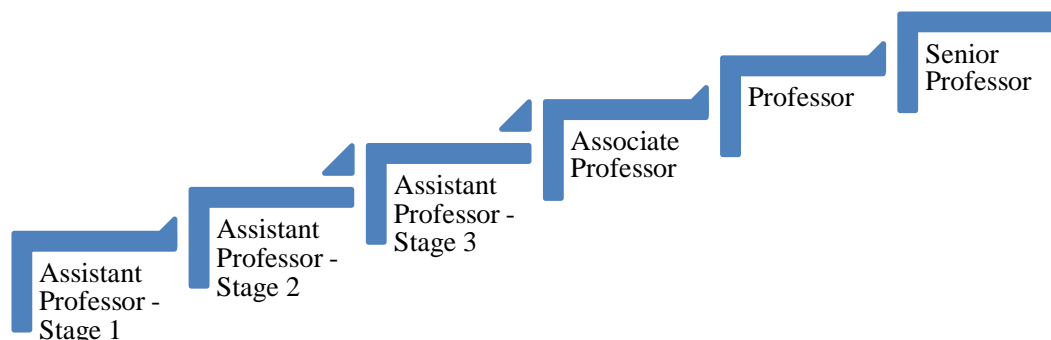 Assistant
Professor -
Stage 1
Assistant
Professor -
Stage 2
Assistant
Professor -
Stage 3
Associate
Professor
Professor
Senior
Professor